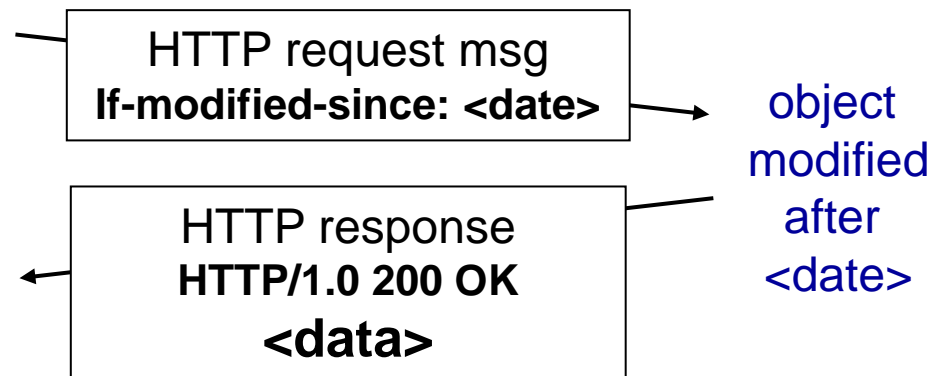 HTTP request msg
If-modified-since: <date>
object
modified
after
<date>
HTTP response
HTTP/1.0 200 OK
<data>